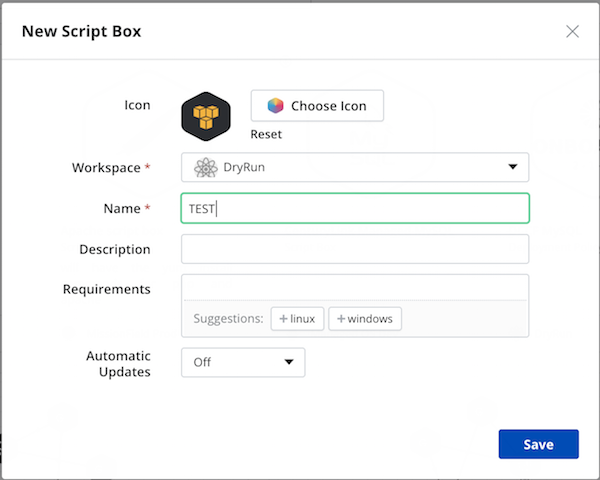 New Script Box
Icon
Choose Icon
Reset
Workspace *
DryRun
Name *
TEST
Description
Requirements
Suggestions: + linux + windows
Automatic
Updates
Off
Save